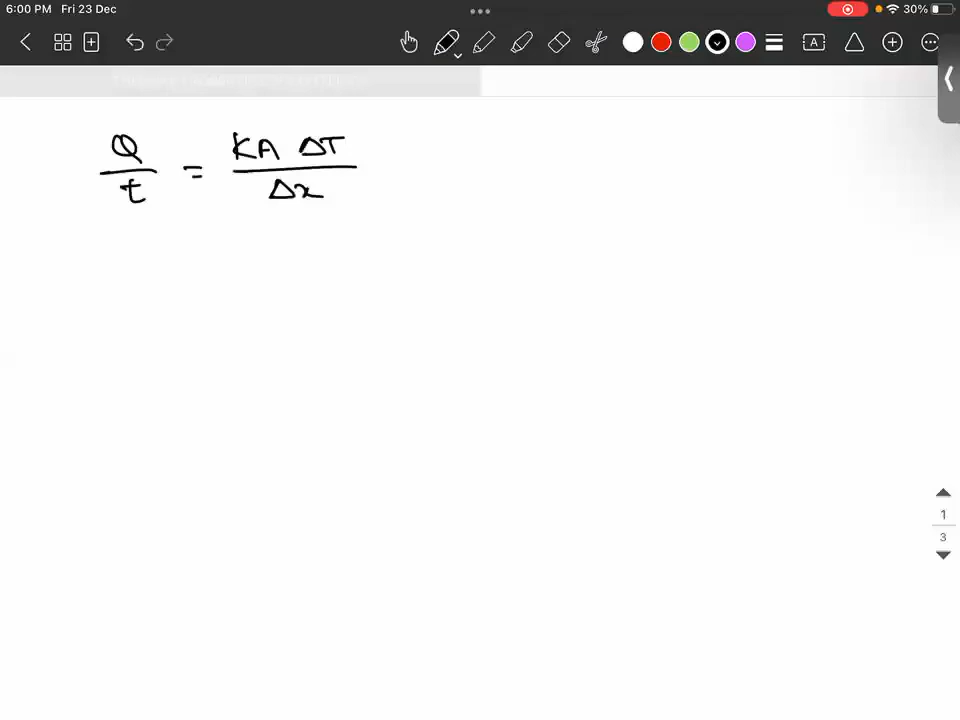 6:00 PM Fri 23 Dec
30%
A
Q/t = KA ΔT/Δx
1
3